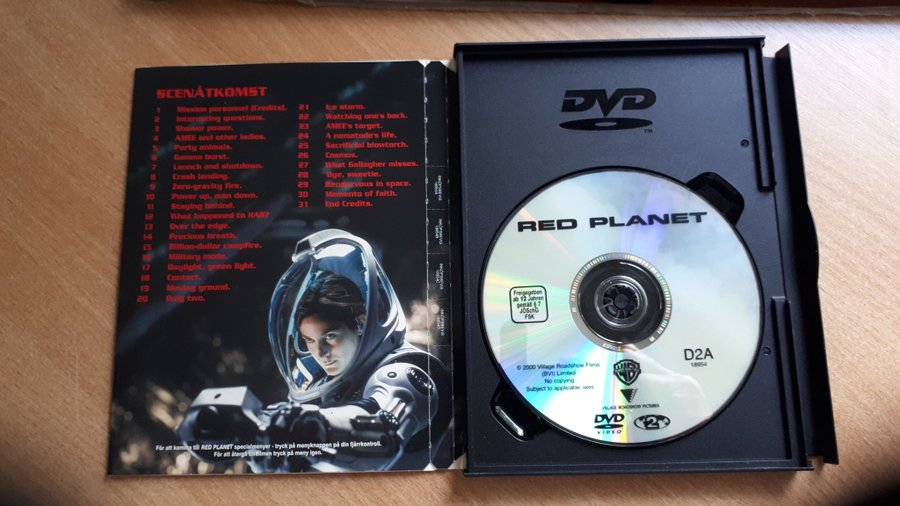 SCENÅTKOMST
1 Mission personnel (Credits).
2 Interesting questions.
3 Shower power.
4 AMEE and other ladies.
5 Party animals.
6 Gamma burst.
7 Launch and shutdown.
8 Crash landing.
9 Zero-gravity fire.
10 Power up, man down.
11 Staying behind.
12 What happened to HAB?
13 Over the edge.
14 Precious breath.
15 Billion-dollar campfire.
16 Military mode.
17 Daylight, green light.
18 Contact.
19 Moving ground.
20 Only two.
21 Ice storm.
22 Watching one's back.
23 AMEE's target.
24 A nematode's life.
25 Sacrificial blowtorch.
26 Cosmos.
27 What Gallagher misses.
28 'Bye, sweetie.
29 Rendezvous in space.
30 Memento of faith.
31 End Credits.
För att komma till RED PLANET specialmenyer - tryck på menyknappen på din fjärrkontroll.
För att återgå till filmen tryck på meny igen.
DVD
TM
RED PLANET
Freigegeben
ab 12 Jahren
gemäß § 7
JÖSchG
FSK
D2A
18954
© 2000 Village Roadshow Films
(BVI) Limited
No copying
Subject to applicable laws
VILLAGE ROADSHOW PICTURES
DVD
VIDEO
2